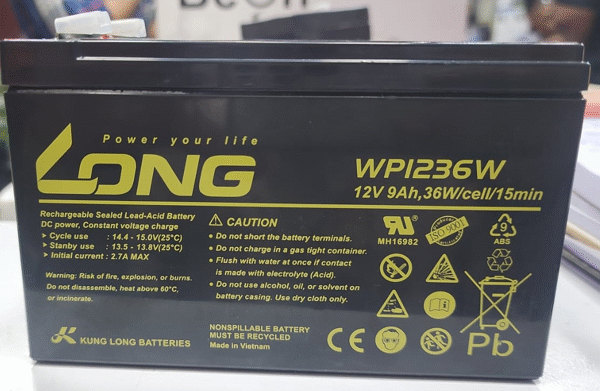 Power your life
LONG
WP1236W
12V 9Ah,36W/cell/15min
Rechargeable Sealed Lead-Acid Battery
DC power, Constant voltage charge
▸ Cycle use : 14.4 - 15.0V(25°C)
▸ Stanby use : 13.5 - 13.8V(25°C)
▸ Initial current : 2.7A MAX
Warning: Risk of fire, explosion, or burns.
Do not disassemble, heat above 60°C,
or incinerate.
KUNG LONG BATTERIES
⚠ CAUTION
• Do not short the battery terminals.
• Do not charge in a gas tight container.
• Flush with water at once if contact
is made with electrolyte (Acid).
• Do not use alcohol, oil, or solvent on
battery casing. Use dry cloth only.
NONSPILLABLE BATTERY
MUST BE RECYCLED
Made in Vietnam
MH16982
ISO 9001
9
ABS
CE
Pb